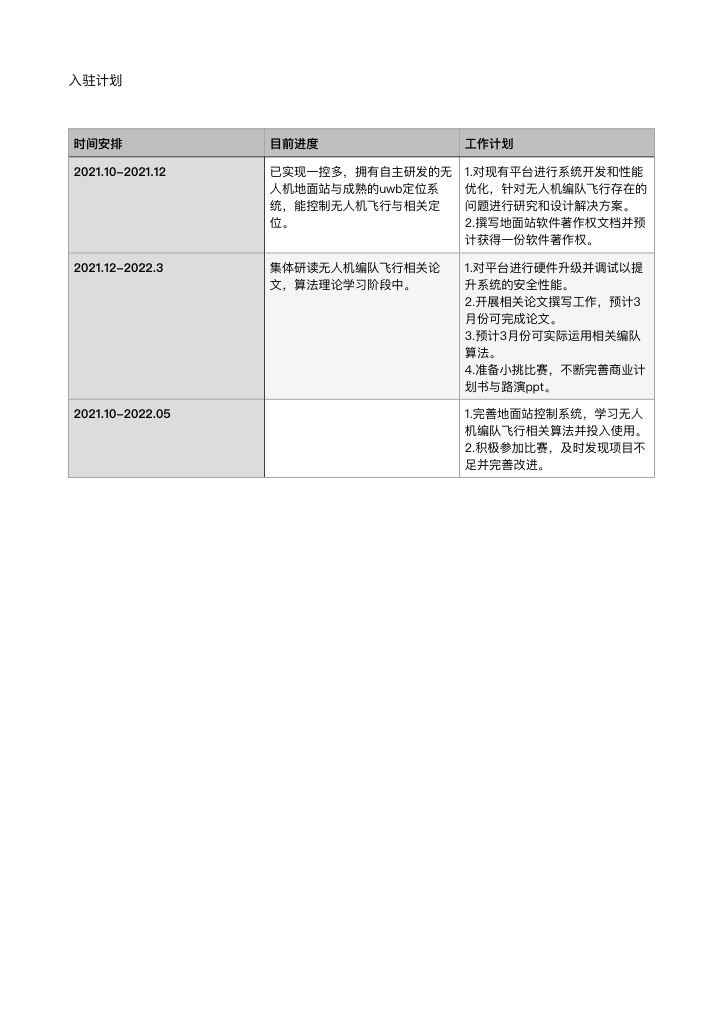 入驻计划
时间安排
目前进度
工作计划
2021.10–2021.12
已实现一控多，拥有自主研发的无
人机地面站与成熟的uwb定位系
统，能控制无人机飞行与相关定
位。
1.对现有平台进行系统开发和性能
优化，针对无人机编队飞行存在的
问题进行研究和设计解决方案。
2.撰写地面站软件著作权文档并预
计获得一份软件著作权。
2021.12–2022.3
集体研读无人机编队飞行相关论
文，算法理论学习阶段中。
1.对平台进行硬件升级并调试以提
升系统的安全性能。
2.开展相关论文撰写工作，预计3
月份可完成论文。
3.预计3月份可实际运用相关编队
算法。
4.准备小挑比赛，不断完善商业计
划书与路演ppt。
2021.10–2022.05
1.完善地面站控制系统，学习无人
机编队飞行相关算法并投入使用。
2.积极参加比赛，及时发现项目不
足并完善改进。